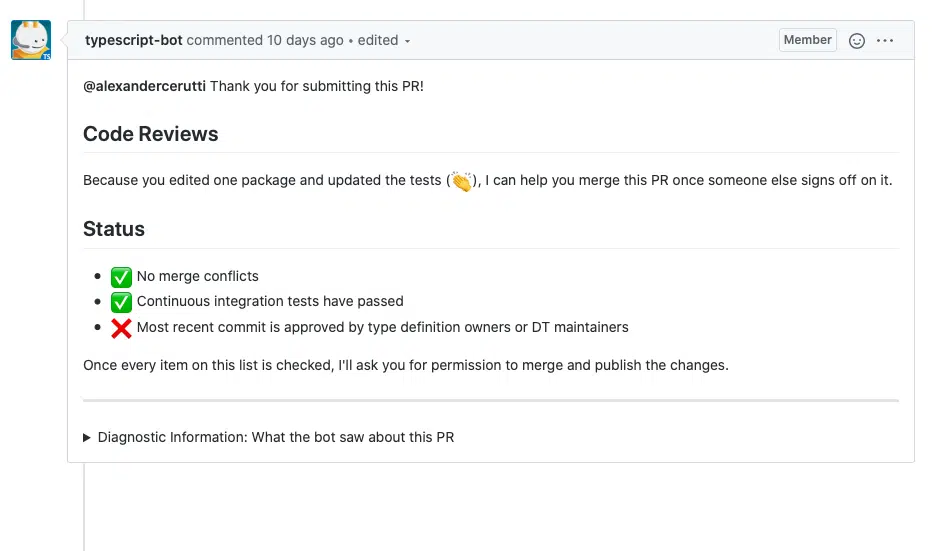 typescript-bot commented 10 days ago • edited
Member
@alexandercerutti Thank you for submitting this PR!
Code Reviews
Because you edited one package and updated the tests (👏), I can help you merge this PR once someone else signs off on it.
Status
• ✅ No merge conflicts
• ✅ Continuous integration tests have passed
• ❌ Most recent commit is approved by type definition owners or DT maintainers
Once every item on this list is checked, I'll ask you for permission to merge and publish the changes.
Diagnostic Information: What the bot saw about this PR
TS